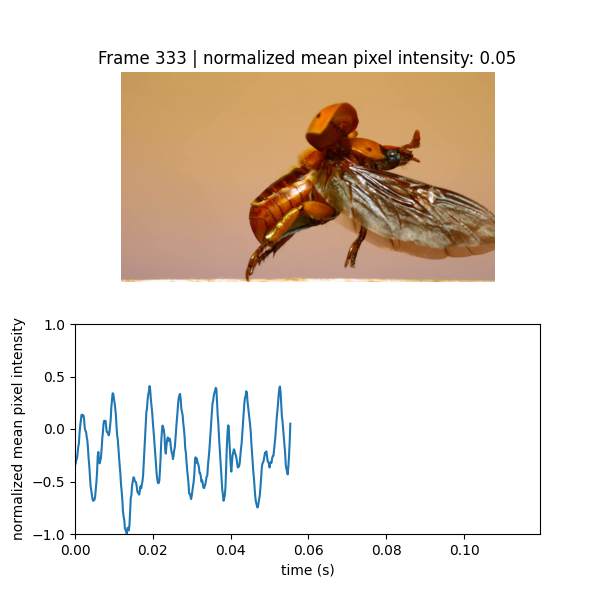 Frame 333 | normalized mean pixel intensity: 0.05
1.0
0.5
0.0
−0.5
−1.0
normalized mean pixel intensity
0.00 0.02 0.04 0.06 0.08 0.10
time (s)